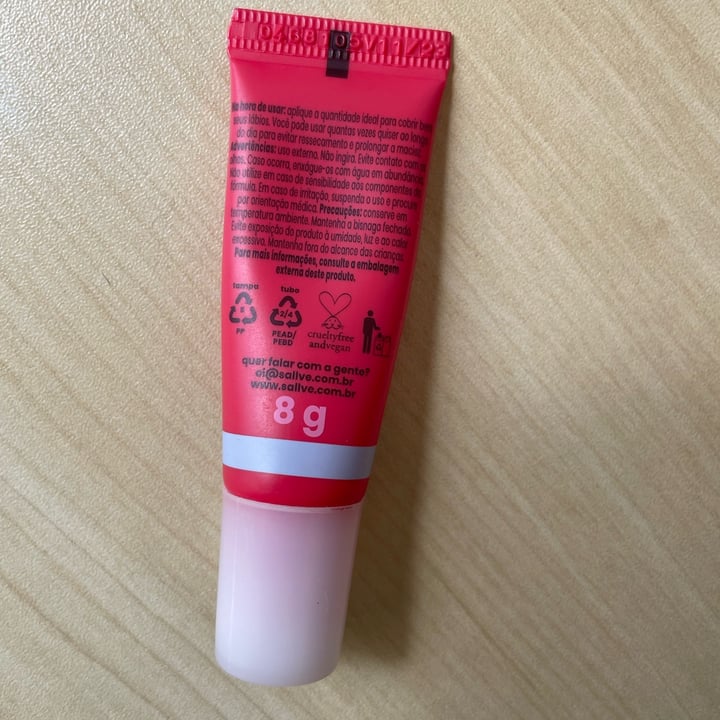 0468105V11/23
Na hora de usar: aplique a quantidade ideal para cobrir bem
seus lábios. Você pode usar quantas vezes quiser ao longo
do dia para evitar ressecamento e prolongar a maciez.
Advertências: uso externo. Não ingira. Evite contato com os
olhos. Caso ocorra, enxágue-os com água em abundância.
Não utilize em caso de sensibilidade aos componentes da
fórmula. Em caso de irritação, suspenda o uso e procure
por orientação médica. Precauções: conserve em
temperatura ambiente. Mantenha a bisnaga fechada.
Evite exposição do produto à umidade, luz e ao calor
excessivo. Mantenha fora do alcance das crianças.
Para mais informações, consulte a embalagem
externa deste produto.
tampa tubo
5 2/4
PP PEAD/
PEBD
crueltyfree
andvegan
quer falar com a gente?
oi@sallve.com.br
www.sallve.com.br
8 g